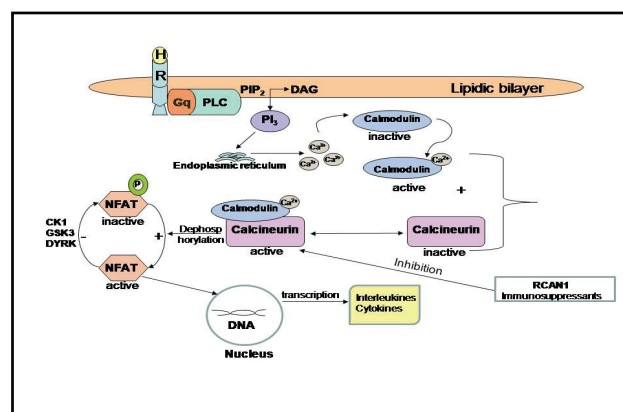 H
R
Gq
PLC
PIP2
DAG
Lipidic bilayer
PI3
Calmodulin
inactive
Ca2+
Ca2+
Ca2+
Endoplasmic reticulum
Calmodulin
Ca2+
active
+
P
NFAT
inactive
CK1
GSK3
DYRK
-
+
NFAT
active
Dephosp
horylation
Calmodulin
Ca2+
Calcineurin
active
Calcineurin
inactive
Inhibition
RCAN1
Immunosuppressants
DNA
Nucleus
transcription
Interleukines
Cytokines